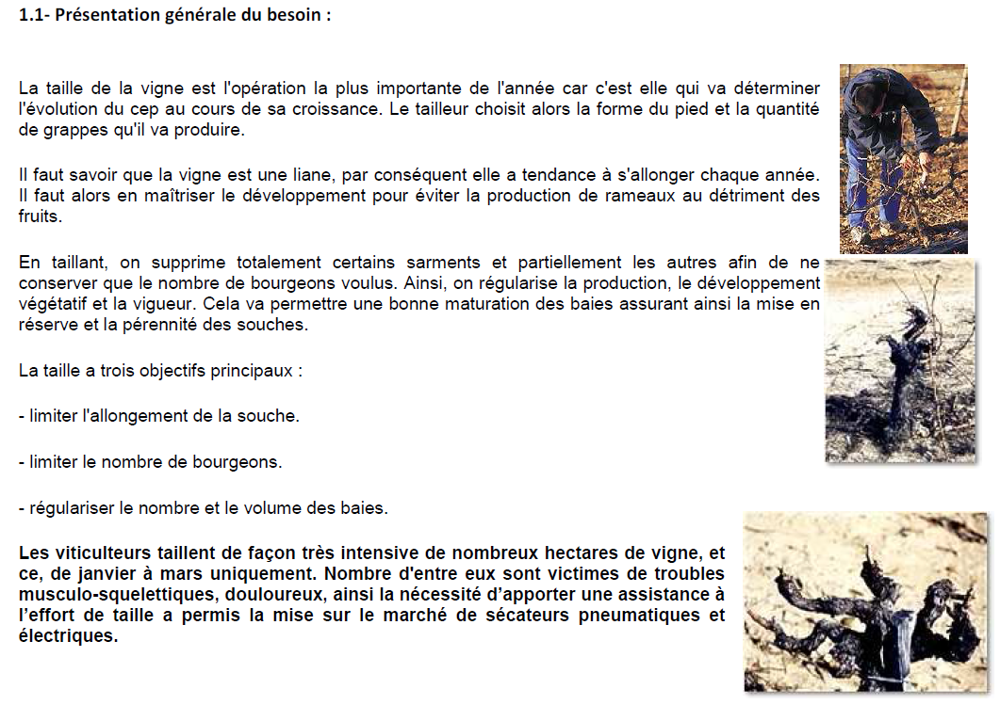 1.1- Présentation générale du besoin :
La taille de la vigne est l'opération la plus importante de l'année car c'est elle qui va déterminer
l'évolution du cep au cours de sa croissance. Le tailleur choisit alors la forme du pied et la quantité
de grappes qu'il va produire.
Il faut savoir que la vigne est une liane, par conséquent elle a tendance à s'allonger chaque année.
Il faut alors en maîtriser le développement pour éviter la production de rameaux au détriment des
fruits.
En taillant, on supprime totalement certains sarments et partiellement les autres afin de ne
conserver que le nombre de bourgeons voulus. Ainsi, on régularise la production, le développement
végétatif et la vigueur. Cela va permettre une bonne maturation des baies assurant ainsi la mise en
réserve et la pérennité des souches.
La taille a trois objectifs principaux :
- limiter l'allongement de la souche.
- limiter le nombre de bourgeons.
- régulariser le nombre et le volume des baies.
Les viticulteurs taillent de façon très intensive de nombreux hectares de vigne, et
ce, de janvier à mars uniquement. Nombre d'entre eux sont victimes de troubles
musculo-squelettiques, douloureux, ainsi la nécessité d’apporter une assistance à
l’effort de taille a permis la mise sur le marché de sécateurs pneumatiques et
électriques.